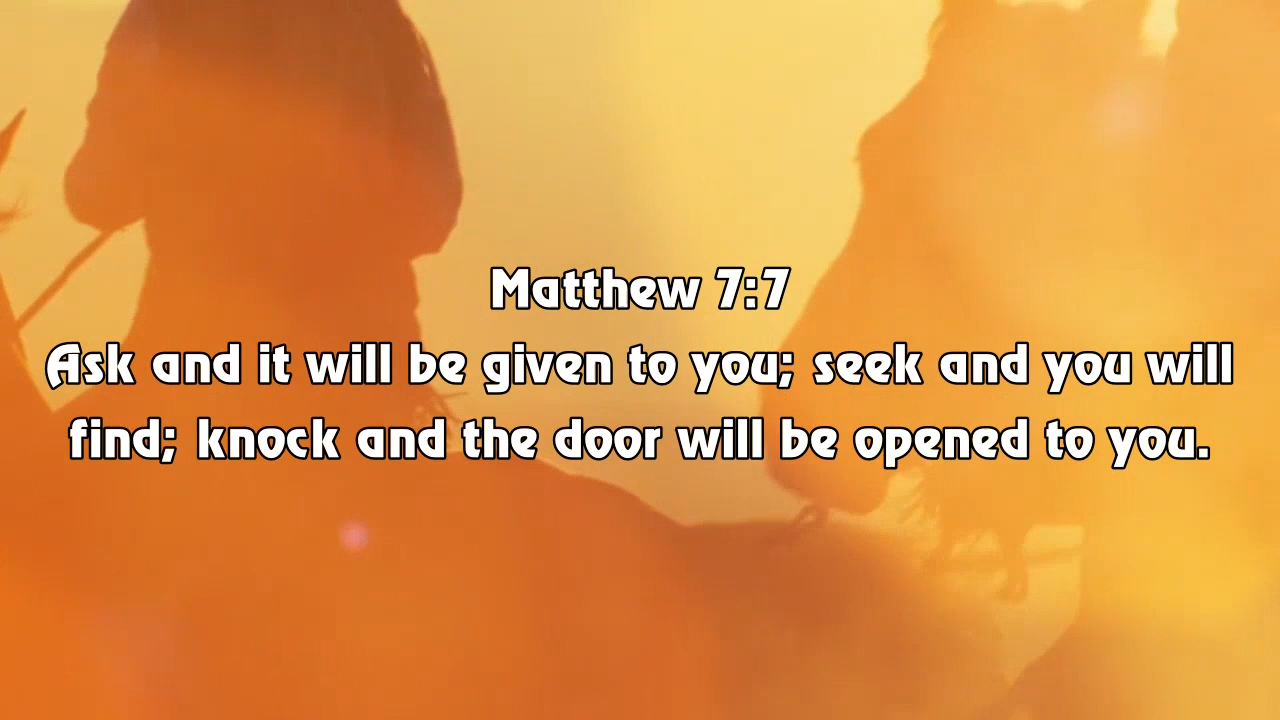 Matthew 7:7
Ask and it will be given to you; seek and you will
find; knock and the door will be opened to you.